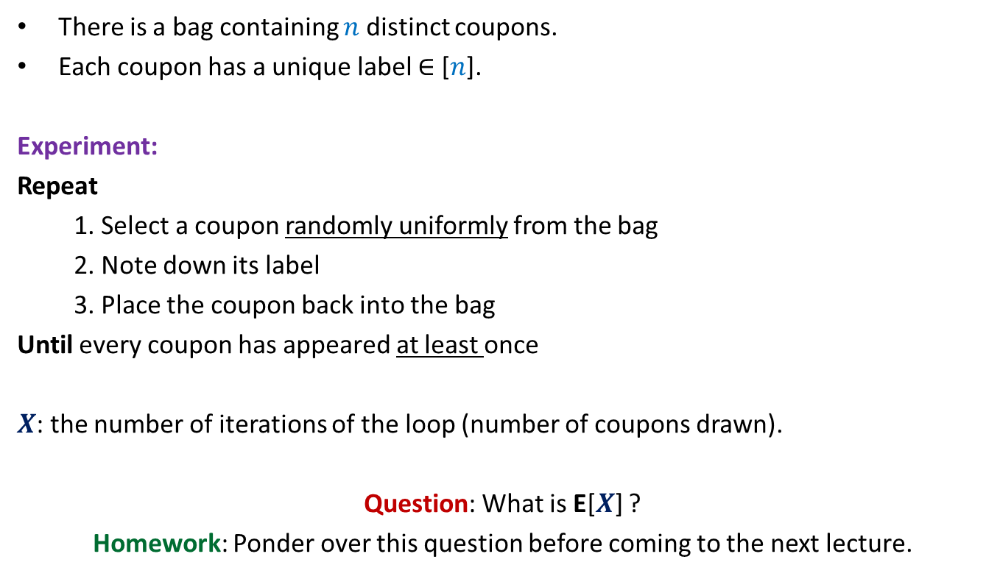 • There is a bag containing n distinct coupons.
• Each coupon has a unique label ∈ [n].
Experiment:
Repeat
1. Select a coupon randomly uniformly from the bag
2. Note down its label
3. Place the coupon back into the bag
Until every coupon has appeared at least once
X: the number of iterations of the loop (number of coupons drawn).
Question: What is E[X] ?
Homework: Ponder over this question before coming to the next lecture.